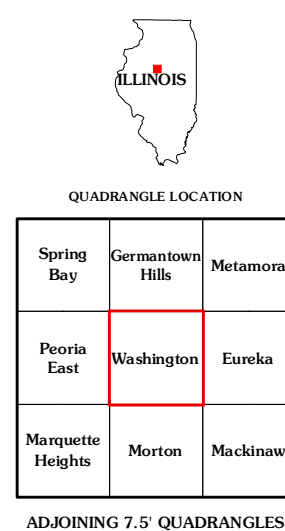 ILLINOIS
QUADRANGLE LOCATION
Spring
Bay
Germantown
Hills
Metamora
Peoria
East
Washington
Eureka
Marquette
Heights
Morton
Mackinaw
ADJOINING 7.5' QUADRANGLES